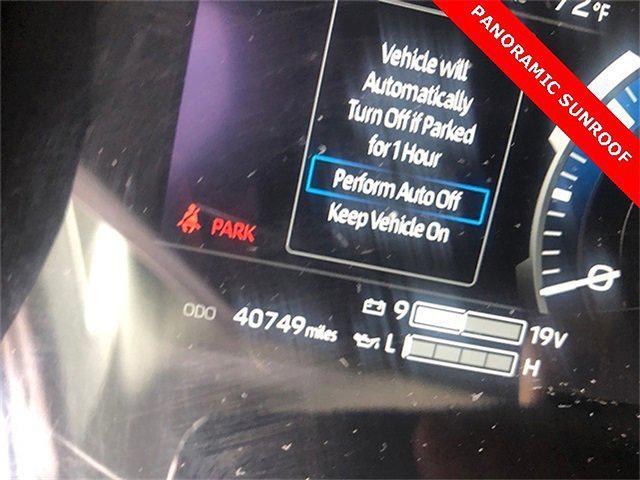 72°F
PANORAMIC SUNROOF
Vehicle will
Automatically
Turn Off if Parked
for 1 Hour
Perform Auto Off
Keep Vehicle On
PARK
ODO 40749 miles
9 19V
L H
0